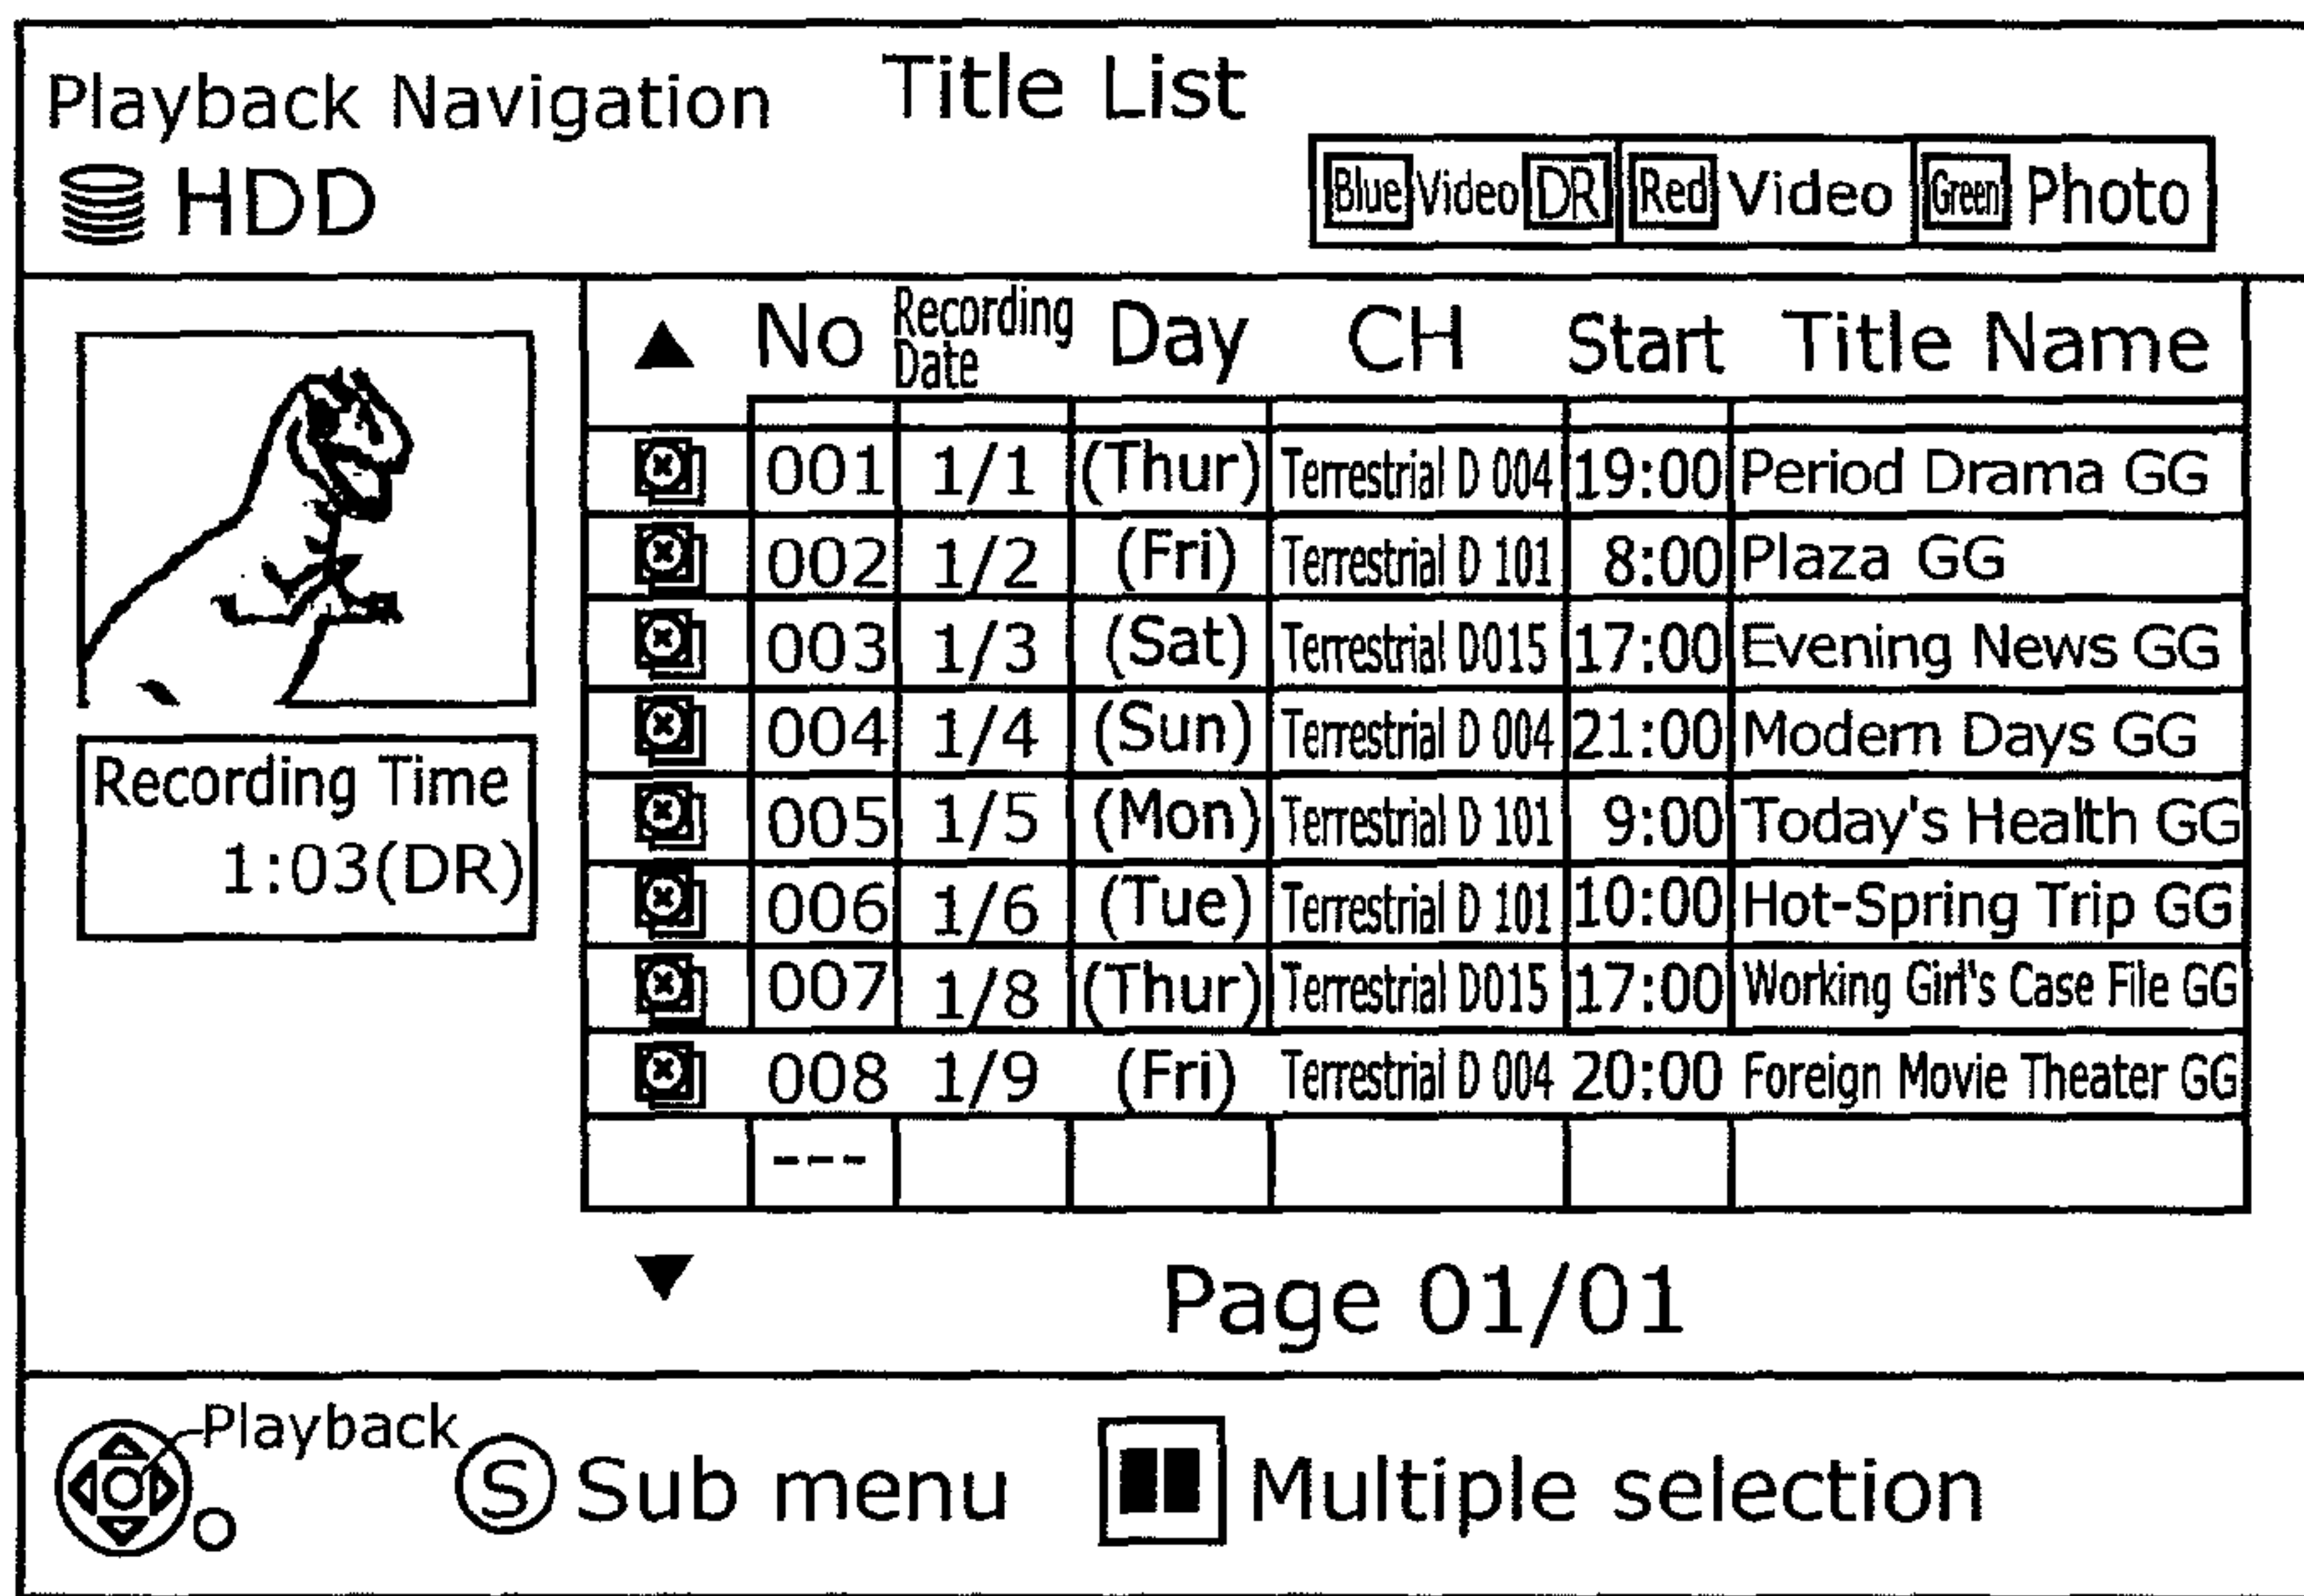 Playback Navigation Title List
HDD
Blue Video DR Red Video Green Photo
▲ No Recording Date Day CH Start Title Name
001 1/1 (Thur) Terrestrial D 004 19:00 Period Drama GG
002 1/2 (Fri) Terrestrial D 101 8:00 Plaza GG
003 1/3 (Sat) Terrestrial D015 17:00 Evening News GG
004 1/4 (Sun) Terrestrial D 004 21:00 Modern Days GG
005 1/5 (Mon) Terrestrial D 101 9:00 Today's Health GG
006 1/6 (Tue) Terrestrial D 101 10:00 Hot-Spring Trip GG
007 1/8 (Thur) Terrestrial D015 17:00 Working Girl's Case File GG
008 1/9 (Fri) Terrestrial D 004 20:00 Foreign Movie Theater GG
---
Recording Time
1:03(DR)
▼ Page 01/01
Playback S Sub menu Multiple selection